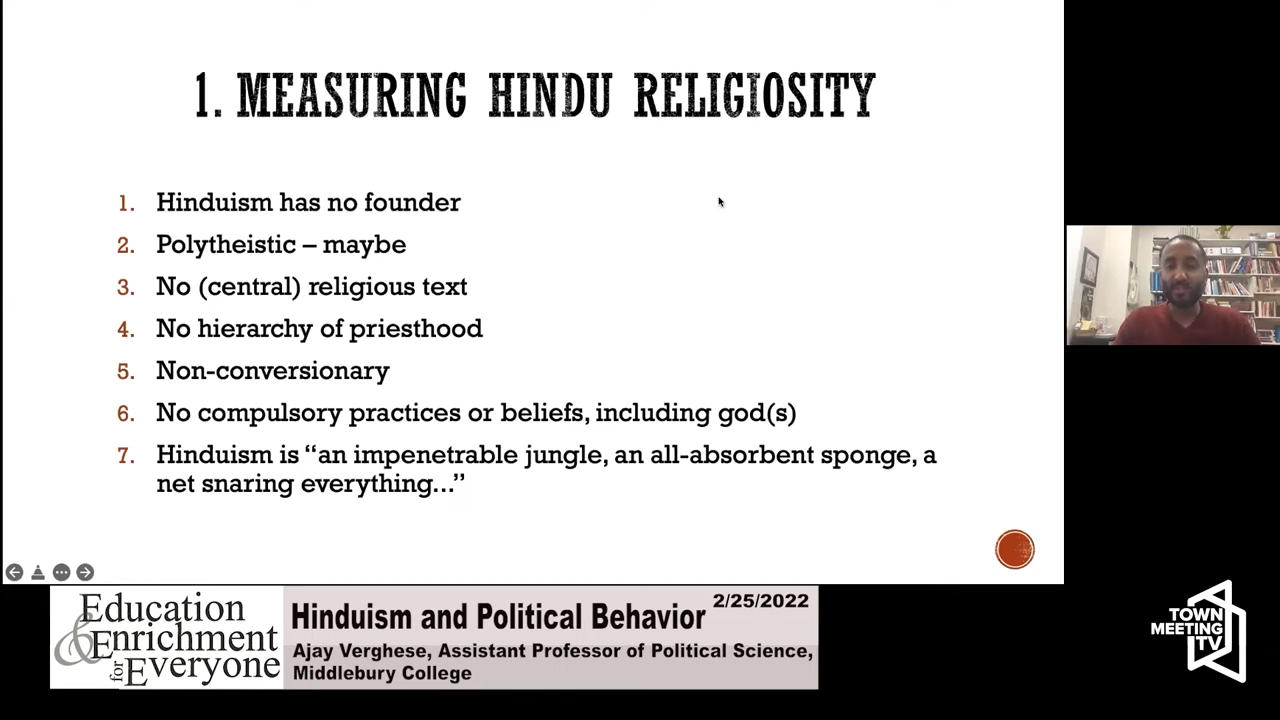 1. MEASURING HINDU RELIGIOSITY
1. Hinduism has no founder
2. Polytheistic – maybe
3. No (central) religious text
4. No hierarchy of priesthood
5. Non-conversionary
6. No compulsory practices or beliefs, including god(s)
7. Hinduism is “an impenetrable jungle, an all-absorbent sponge, a
net snaring everything...”
Education
& Enrichment
for Everyone
Hinduism and Political Behavior 2/25/2022
Ajay Verghese, Assistant Professor of Political Science,
Middlebury College
TOWN
MEETING
TV